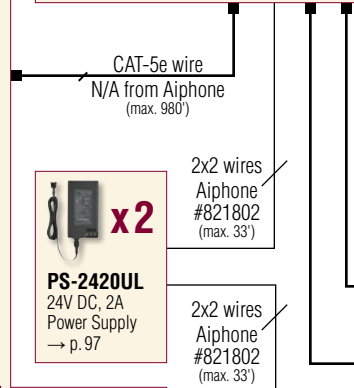 CAT-5e wire
N/A from Aiphone
(max. 980')
2x2 wires
Aiphone
#821802
(max. 33')
x2
PS-2420UL
24V DC, 2A
Power Supply
→ p. 97
2x2 wires
Aiphone
#821802
(max. 33')